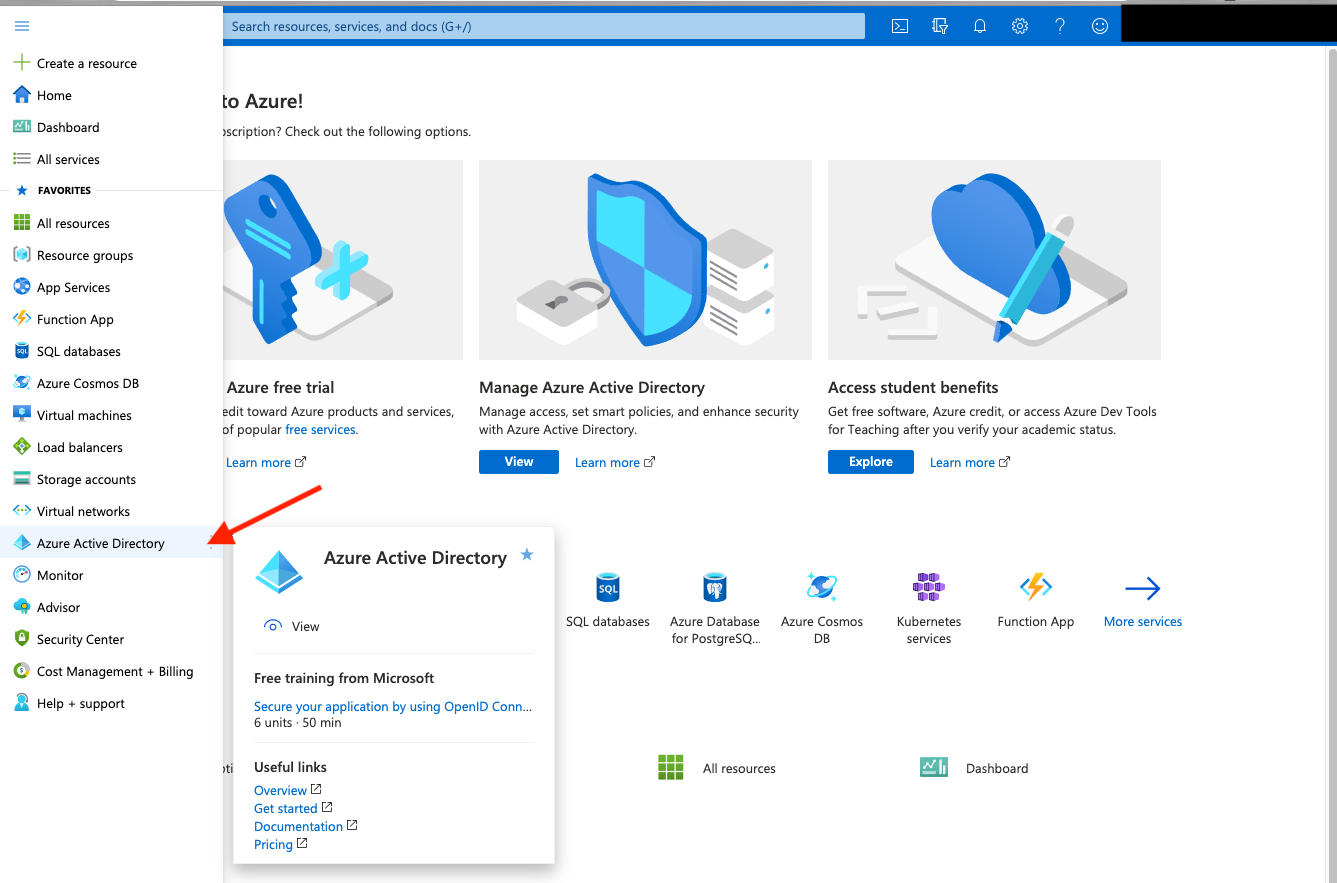 Search resources, services, and docs (G+/)
Create a resource
Home
Dashboard
All services
FAVORITES
All resources
Resource groups
App Services
Function App
SQL databases
Azure Cosmos DB
Virtual machines
Load balancers
Storage accounts
Virtual networks
Azure Active Directory
Monitor
Advisor
Security Center
Cost Management + Billing
Help + support
to Azure!
? Check out the following options.
Azure free trial
toward Azure products and services,
of popular free services.
Learn more
Manage Azure Active Directory
Manage access, set smart policies, and enhance security
with Azure Active Directory.
View
Learn more
Access student benefits
Get free software, Azure credit, or access Azure Dev Tools
for Teaching after you verify your academic status.
Explore
Learn more
Azure Active Directory
View
Free training from Microsoft
Secure your application by using OpenID Conn...
6 units · 50 min
Useful links
Overview
Get started
Documentation
Pricing
SQL
SQL databases
Azure Database
for PostgreSQ...
Azure Cosmos
DB
Kubernetes
services
Function App
More services
All resources
Dashboard